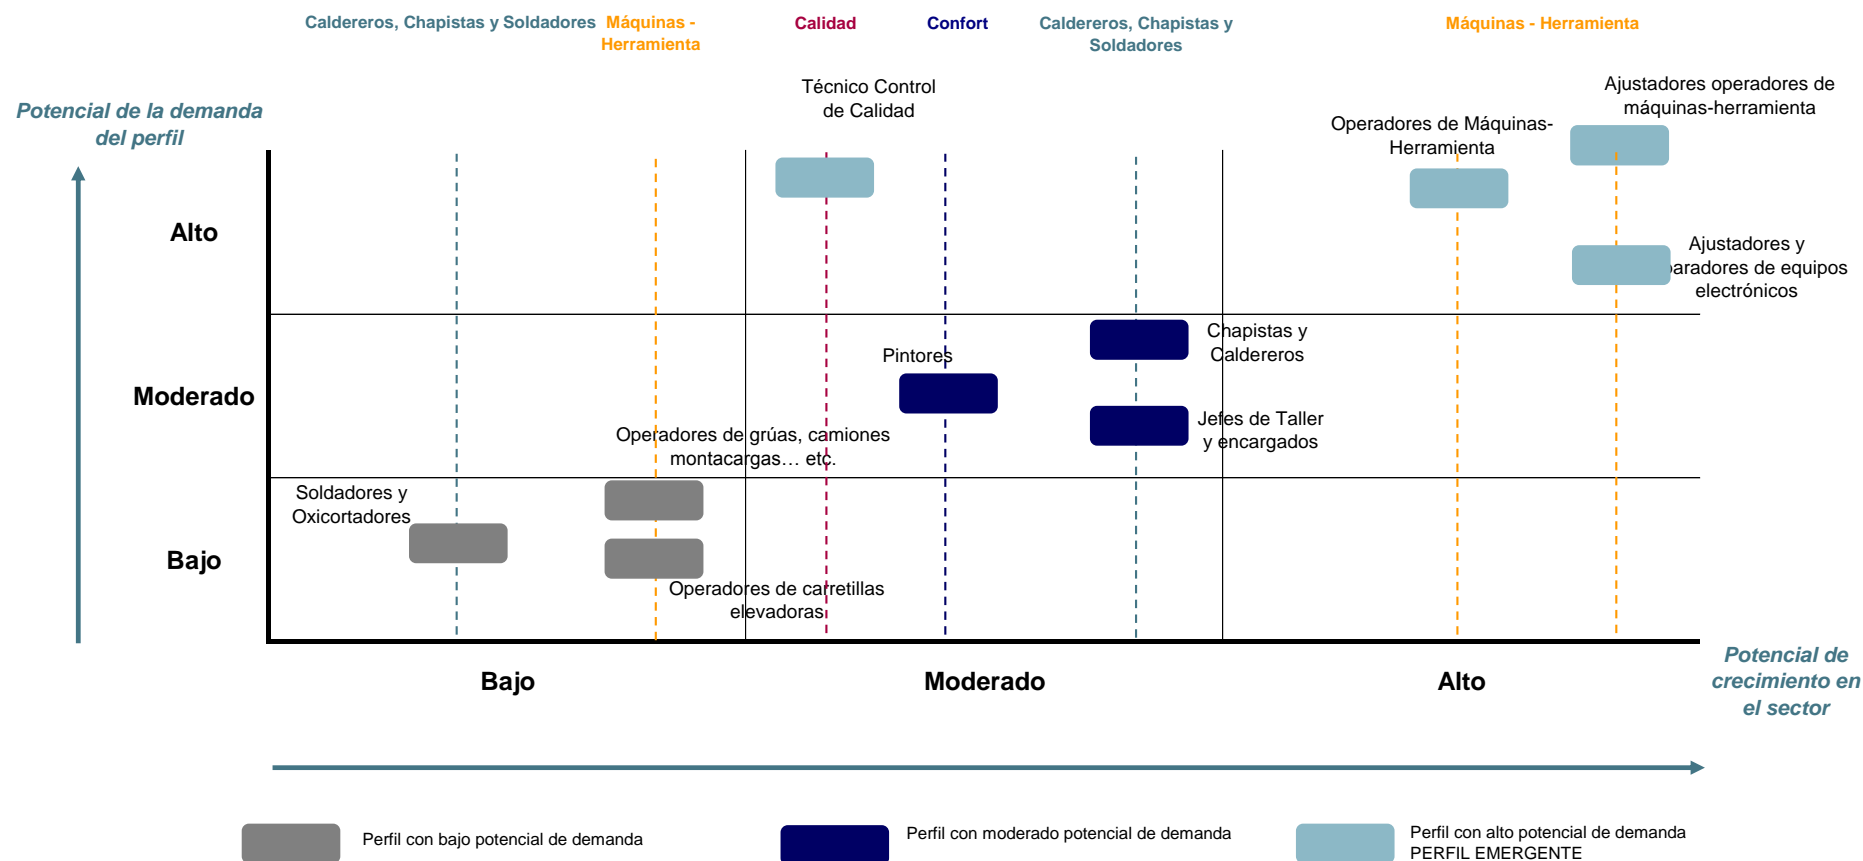 Caldereros, Chapistas y Soldadores
Máquinas -
Herramienta
Calidad
Confort
Caldereros, Chapistas y
Soldadores
Máquinas - Herramienta
Potencial de la demanda
del perfil
Técnico Control
de Calidad
Operadores de Máquinas-
Herramienta
Ajustadores operadores de
máquinas-herramienta
Alto
Ajustadores y
paradores de equipos
electrónicos
Chapistas y
Caldereros
Pintores
Moderado
Jefes de Taller
y encargados
Operadores de grúas, camiones
montacargas… etc.
Soldadores y
Oxicortadores
Bajo
Operadores de carretillas
elevadoras
Bajo
Moderado
Alto
Potencial de
crecimiento en
el sector
Perfil con bajo potencial de demanda
Perfil con moderado potencial de demanda
Perfil con alto potencial de demanda
PERFIL EMERGENTE